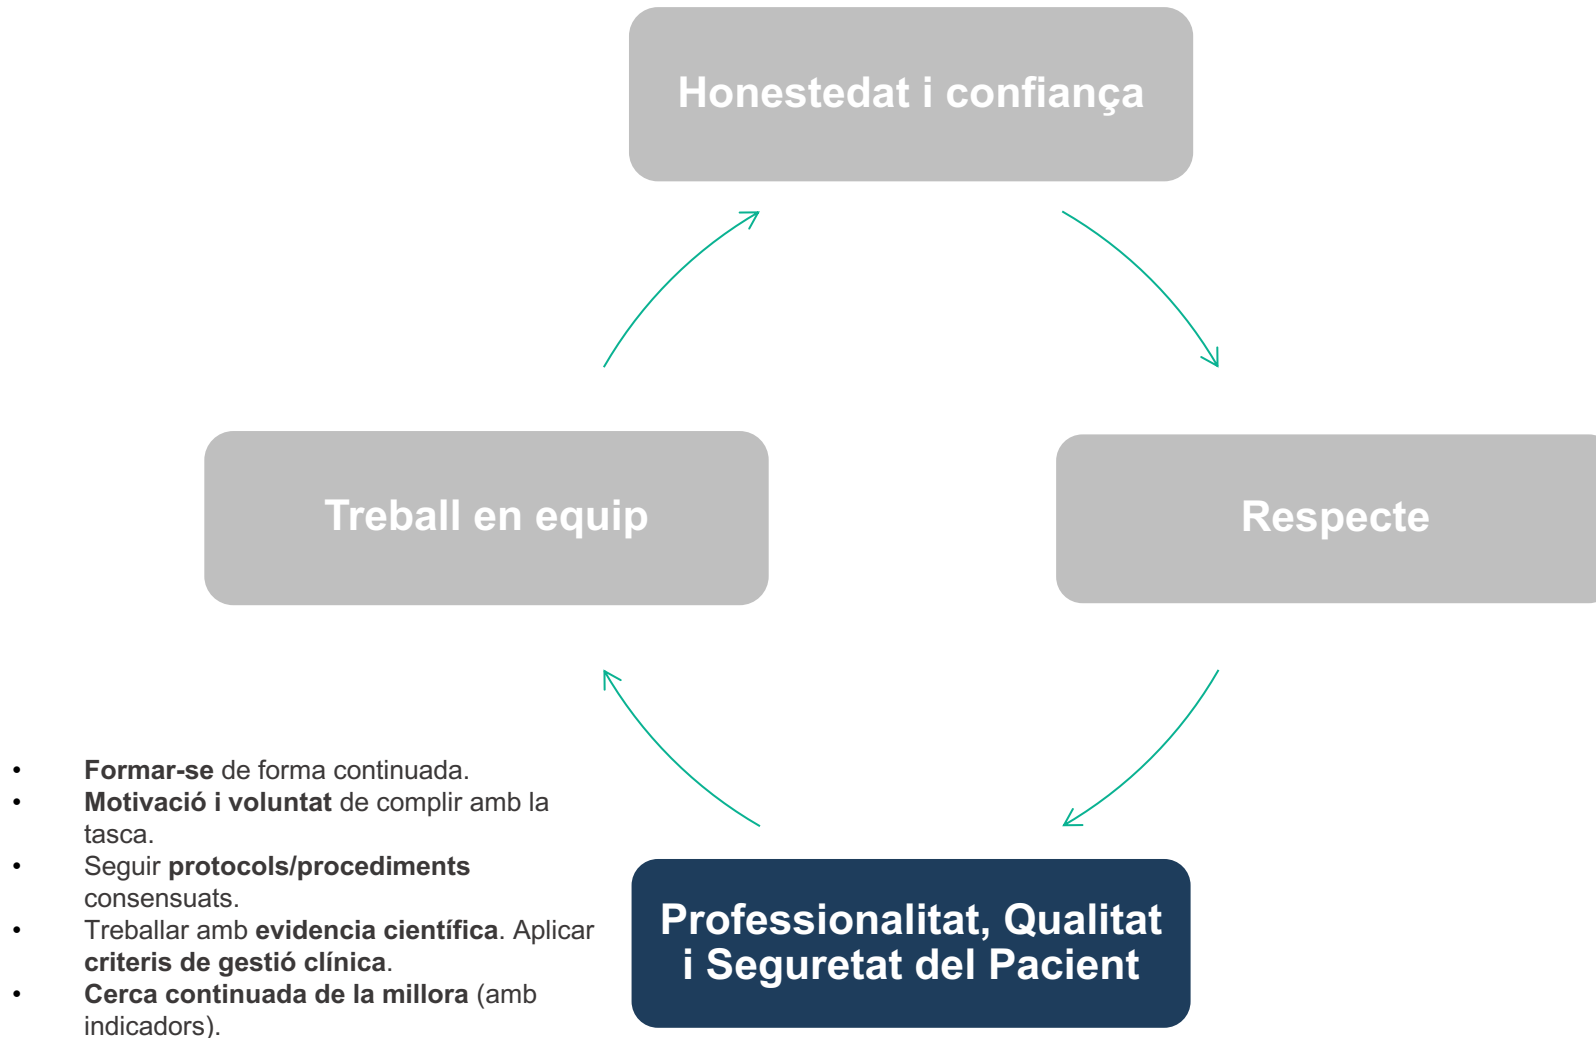 Honestedat i confiança
Treball en equip
Respecte
• Formar-se de forma continuada.
• Motivació i voluntat de complir amb la
tasca.
• Seguir protocols/procediments
consensuats.
• Treballar amb evidencia científica. Aplicar
criteris de gestió clínica.
• Cerca continuada de la millora (amb
indicadors).
Professionalitat, Qualitat
i Seguretat del Pacient